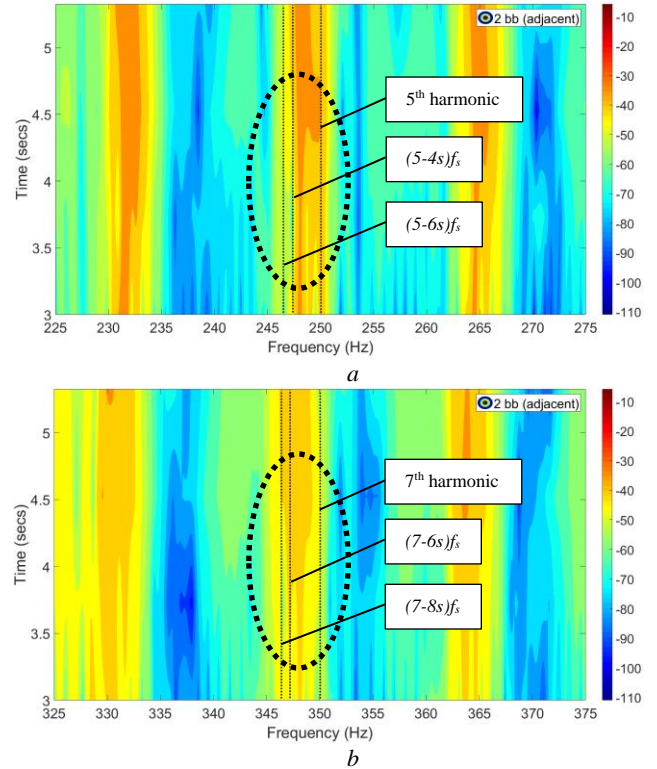 2 bb (adjacent)
5
4.5
4
3.5
3
Time (secs)
225 230 235 240 245 250 255 260 265 270 275
Frequency (Hz)
-10
-20
-30
-40
-50
-60
-70
-80
-90
-100
-110
5th harmonic
(5-4s)fs
(5-6s)fs
a
2 bb (adjacent)
5
4.5
4
3.5
3
Time (secs)
325 330 335 340 345 350 355 360 365 370 375
Frequency (Hz)
-10
-20
-30
-40
-50
-60
-70
-80
-90
-100
-110
7th harmonic
(7-6s)fs
(7-8s)fs
b